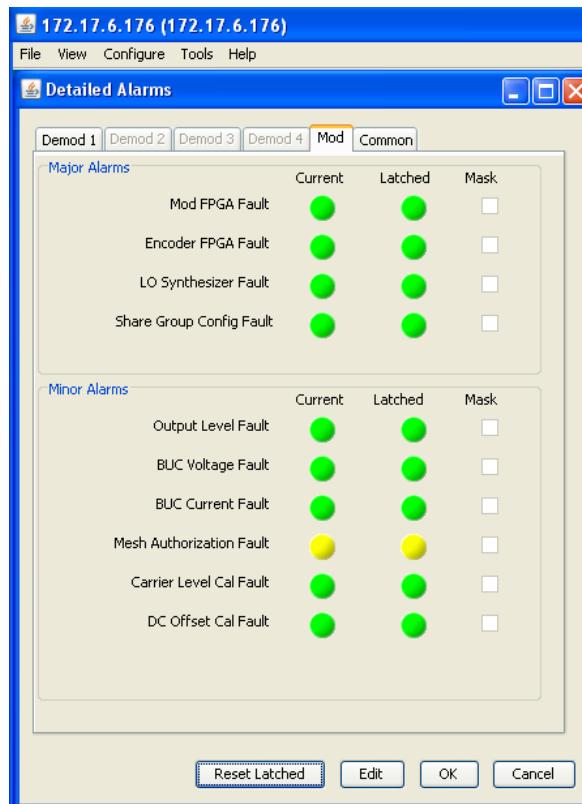 172.17.6.176 (172.17.6.176)
File View Configure Tools Help
Detailed Alarms
Demod 1 Demod 2 Demod 3 Demod 4 Mod Common
Major Alarms
Current Latched Mask
Mod FPGA Fault
Encoder FPGA Fault
LO Synthesizer Fault
Share Group Config Fault
Minor Alarms
Current Latched Mask
Output Level Fault
BUC Voltage Fault
BUC Current Fault
Mesh Authorization Fault
Carrier Level Cal Fault
DC Offset Cal Fault
Reset Latched Edit OK Cancel